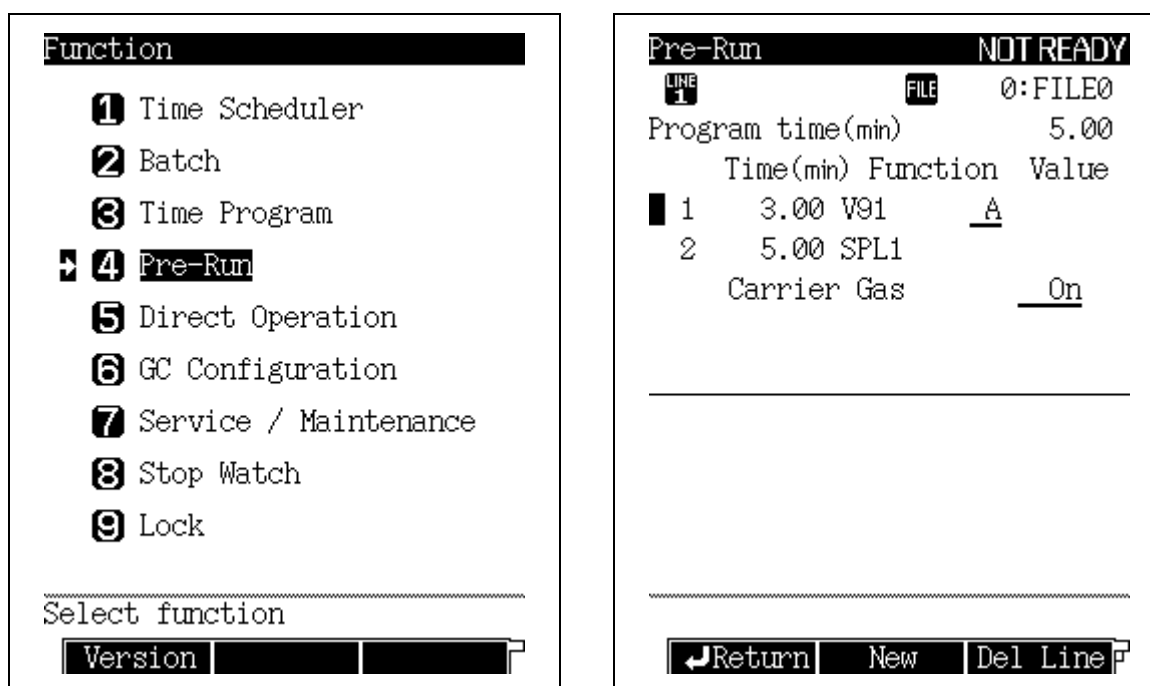 Function
1 Time Scheduler
2 Batch
3 Time Program
4 Pre-Run
5 Direct Operation
6 GC Configuration
7 Service / Maintenance
8 Stop Watch
9 Lock
Select function
Version
Pre-Run NOT READY
LINE 1 FILE 0:FILE0
Program time(min) 5.00
Time(min) Function Value
1 3.00 V91 A
2 5.00 SPL1
Carrier Gas On
Return New Del Line